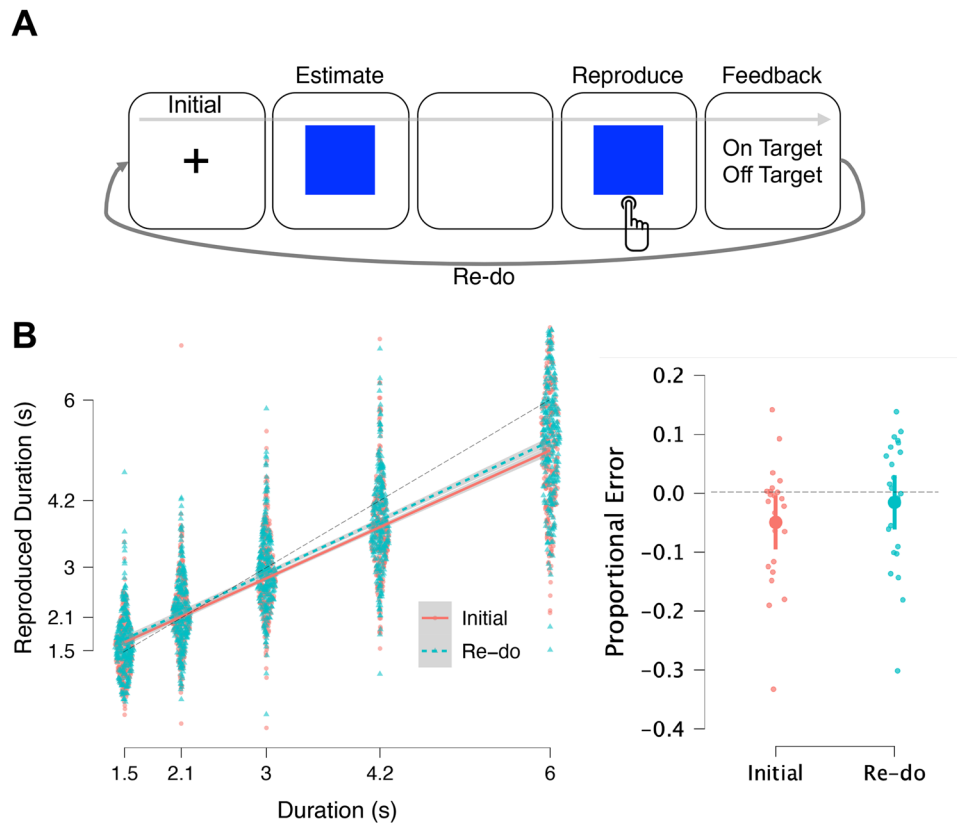 A
Estimate
Reproduce
Feedback
Initial
+
On Target
Off Target
Re-do
B
Reproduced Duration (s)
6
4.2
3
2.1
1.5
Initial
Re-do
1.5
2.1
3
4.2
6
Duration (s)
Proportional Error
0.2
0.1
0.0
-0.1
-0.2
-0.3
-0.4
Initial
Re-do